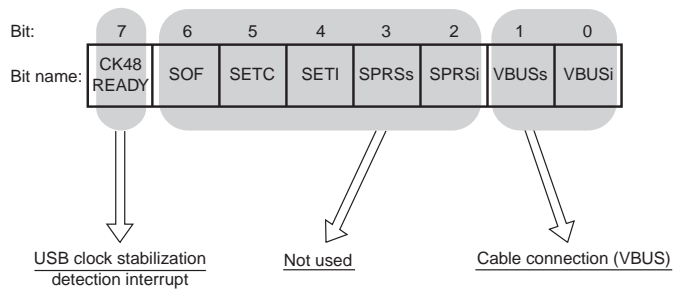 Bit: 7 6 5 4 3 2 1 0
Bit name: CK48 READY SOF SETC SETI SPRSs SPRSi VBUSs VBUSi
USB clock stabilization
detection interrupt
Not used
Cable connection (VBUS)